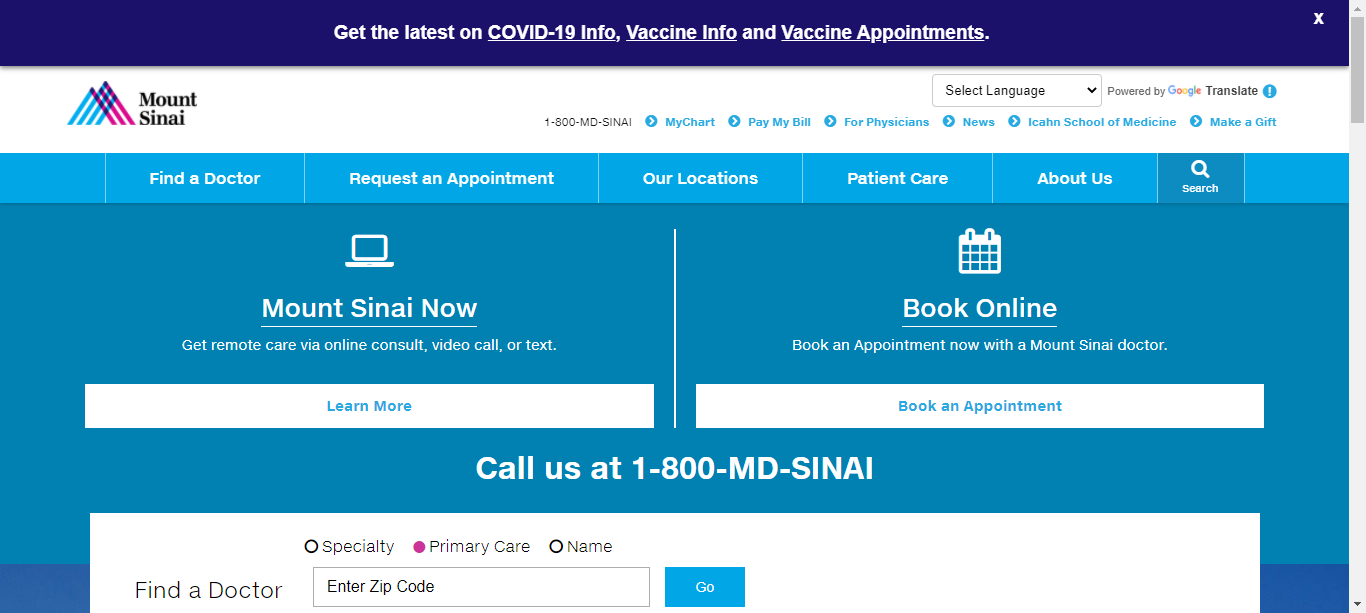 Get the latest on COVID-19 Info, Vaccine Info and Vaccine Appointments.
X
Mount
Sinai
Select Language
Powered by Google Translate
1-800-MD-SINAI MyChart Pay My Bill For Physicians News Icahn School of Medicine Make a Gift
Find a Doctor Request an Appointment Our Locations Patient Care About Us Search
Mount Sinai Now
Get remote care via online consult, video call, or text.
Learn More
Book Online
Book an Appointment now with a Mount Sinai doctor.
Book an Appointment
Call us at 1-800-MD-SINAI
Specialty Primary Care Name
Find a Doctor Enter Zip Code Go